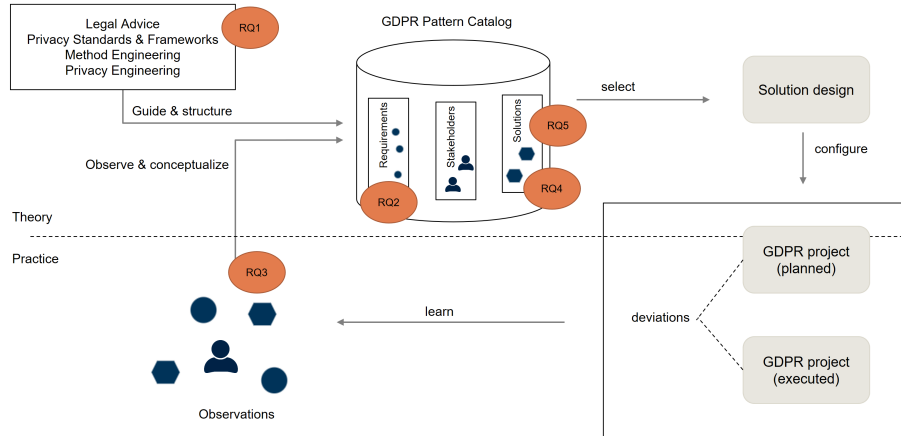 Legal Advice
Privacy Standards & Frameworks
Method Engineering
Privacy Engineering
RQ1
GDPR Pattern Catalog
Guide & structure
Observe & conceptualize
Requirements
Stakeholders
Solutions
RQ5
RQ4
RQ2
select
Solution design
configure
Theory
Practice
RQ3
Observations
learn
deviations
GDPR project
(planned)
GDPR project
(executed)